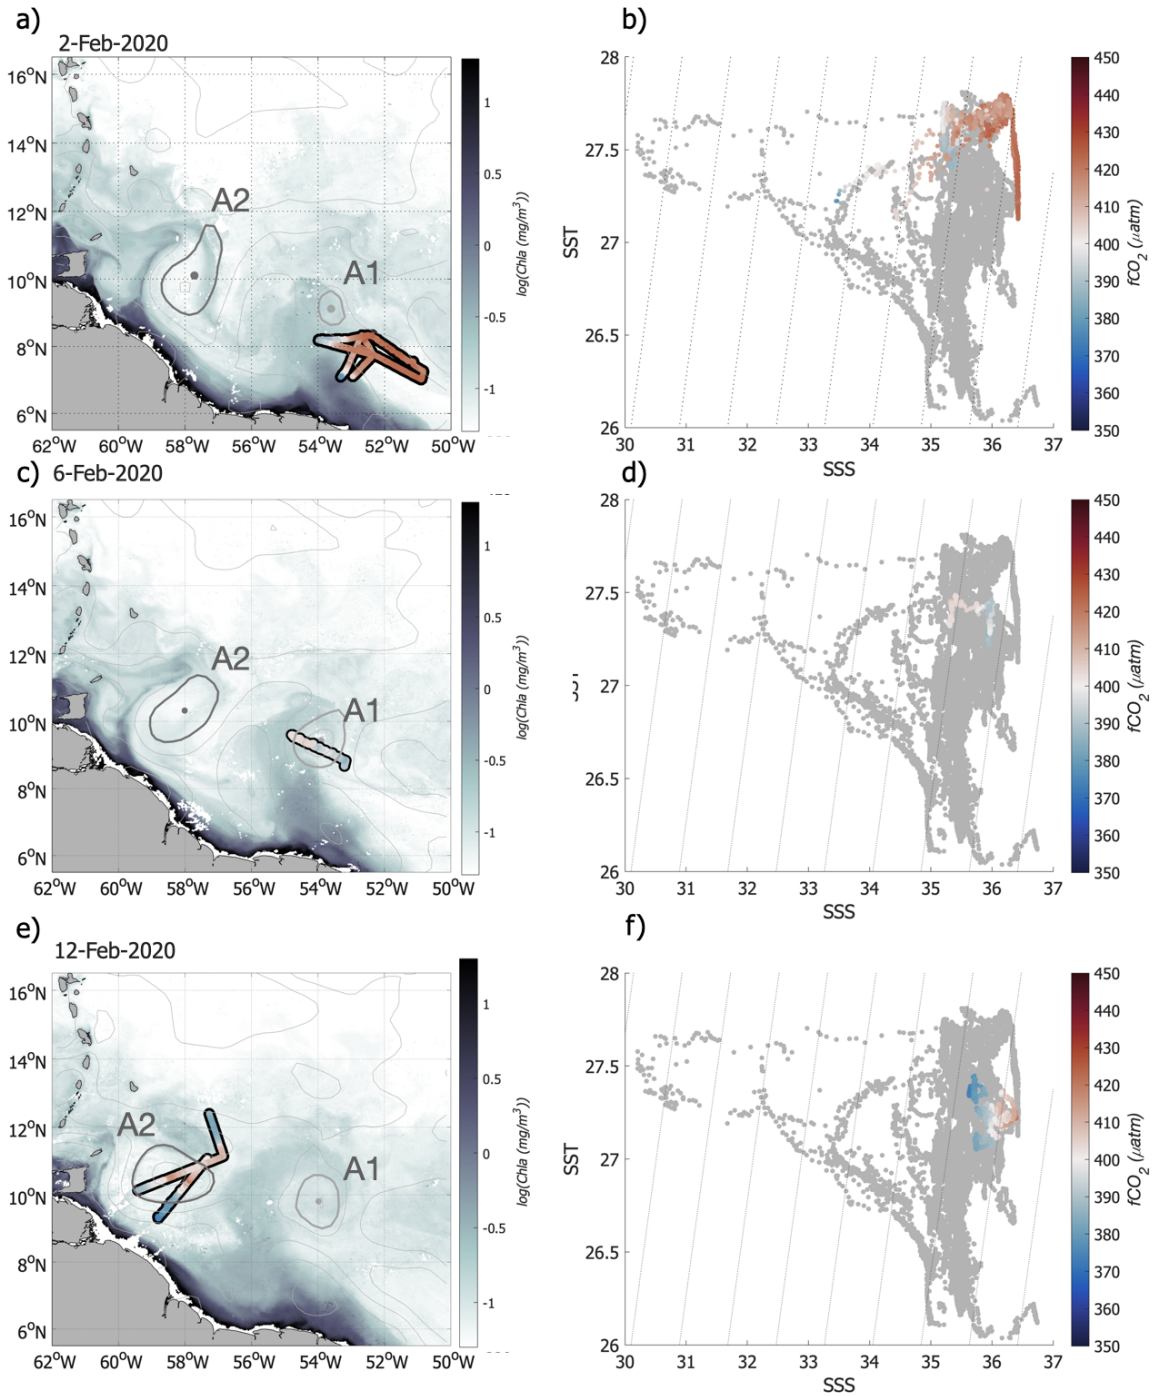 a)
2-Feb-2020
16°N
14°N
12°N
10°N
8°N
6°N
62°W 60°W 58°W 56°W 54°W 52°W 50°W
A2
A1
1
0.5
0
-0.5
-1
log(Chla (mg/m³))
b)
28
27.5
27
26.5
26
SST
30 31 32 33 34 35 36 37
SSS
450
440
430
420
410
400
390
380
370
360
350
fCO₂ (μatm)
c)
6-Feb-2020
16°N
14°N
12°N
10°N
8°N
6°N
62°W 60°W 58°W 56°W 54°W 52°W 50°W
A2
A1
1
0.5
0
-0.5
-1
log(Chla (mg/m³))
d)
28
27.5
27
26.5
26
30 31 32 33 34 35 36 37
SSS
450
440
430
420
410
400
390
380
370
360
350
fCO₂ (μatm)
e)
12-Feb-2020
16°N
14°N
12°N
10°N
8°N
6°N
62°W 60°W 58°W 56°W 54°W 52°W 50°W
A2
A1
1
0.5
0
-0.5
-1
log(Chla (mg/m³))
f)
28
27.5
27
26.5
26
SST
30 31 32 33 34 35 36 37
SSS
450
440
430
420
410
400
390
380
370
360
350
fCO₂ (μatm)